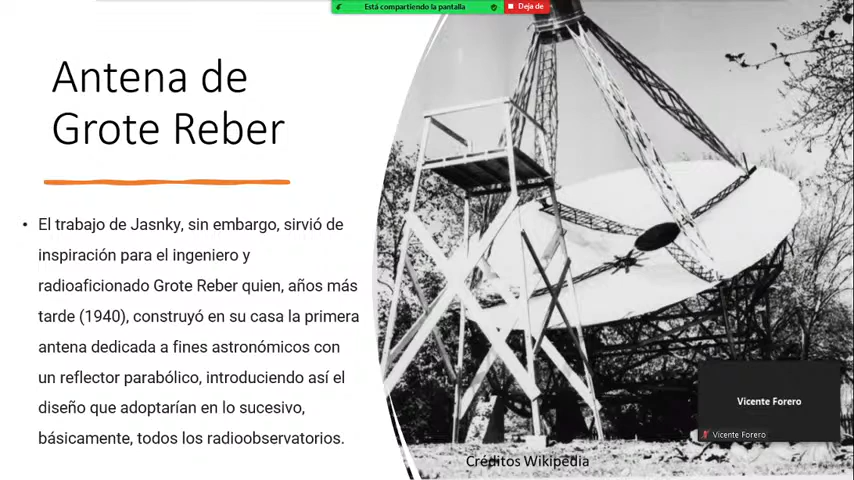 Está compartiendo la pantalla
Deja de
Antena de
Grote Reber
• El trabajo de Jasnky, sin embargo, sirvió de
inspiración para el ingeniero y
radioaficionado Grote Reber quien, años más
tarde (1940), construyó en su casa la primera
antena dedicada a fines astronómicos con
un reflector parabólico, introduciendo así el
diseño que adoptarían en lo sucesivo,
básicamente, todos los radioobservatorios.
Vicente Forero
Vicente Forero
Créditos Wikipedia